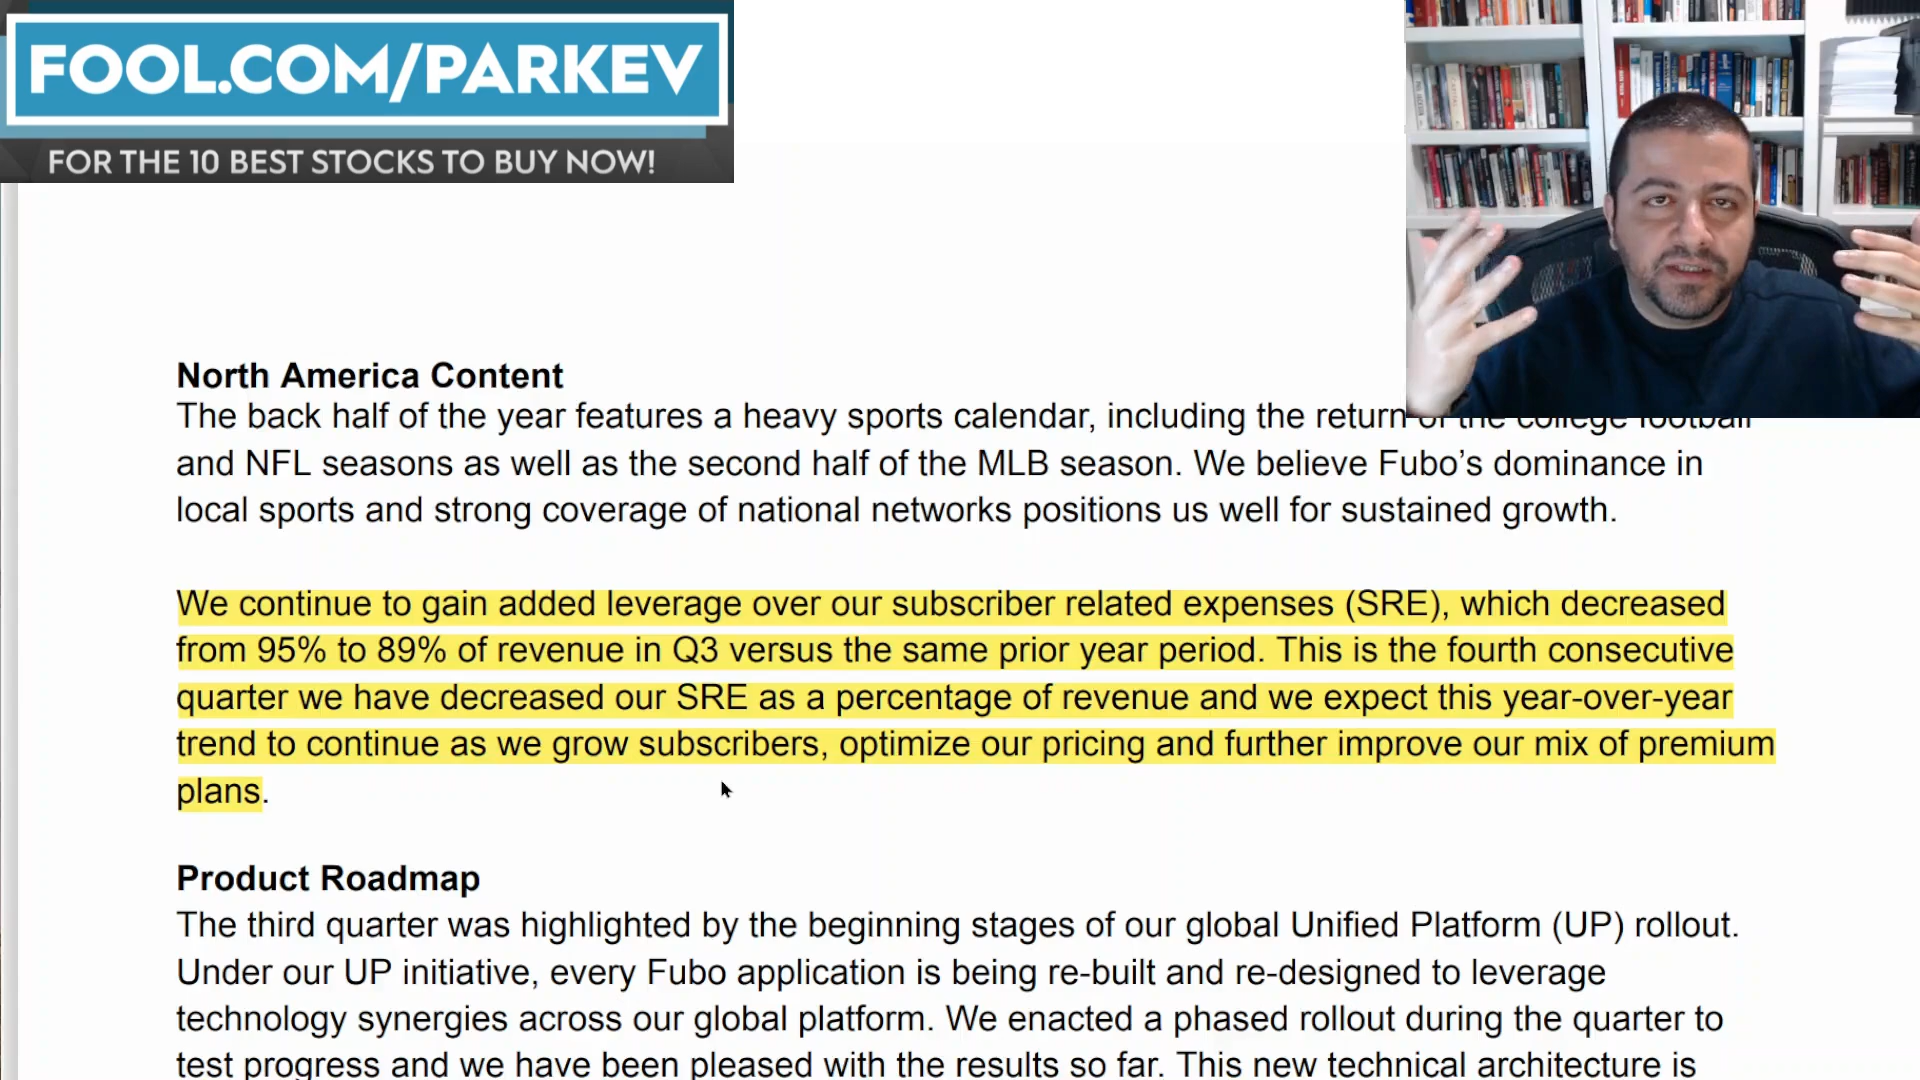 FOOL.COM/PARKEV
FOR THE 10 BEST STOCKS TO BUY NOW!
North America Content
The back half of the year features a heavy sports calendar, including the return of the college football
and NFL seasons as well as the second half of the MLB season. We believe Fubo’s dominance in
local sports and strong coverage of national networks positions us well for sustained growth.
We continue to gain added leverage over our subscriber related expenses (SRE), which decreased
from 95% to 89% of revenue in Q3 versus the same prior year period. This is the fourth consecutive
quarter we have decreased our SRE as a percentage of revenue and we expect this year-over-year
trend to continue as we grow subscribers, optimize our pricing and further improve our mix of premium
plans.
Product Roadmap
The third quarter was highlighted by the beginning stages of our global Unified Platform (UP) rollout.
Under our UP initiative, every Fubo application is being re-built and re-designed to leverage
technology synergies across our global platform. We enacted a phased rollout during the quarter to
test progress and we have been pleased with the results so far. This new technical architecture is